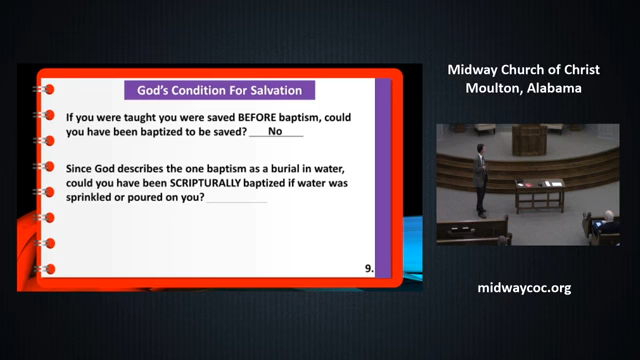 God's Condition For Salvation
If you were taught you were saved BEFORE baptism, could
you have been baptized to be saved? No
Since God describes the one baptism as a burial in water,
could you have been SCRIPTURALLY baptized if water was
sprinkled or poured on you?
9.
Midway Church of Christ
Moulton, Alabama
midwaycoc.org